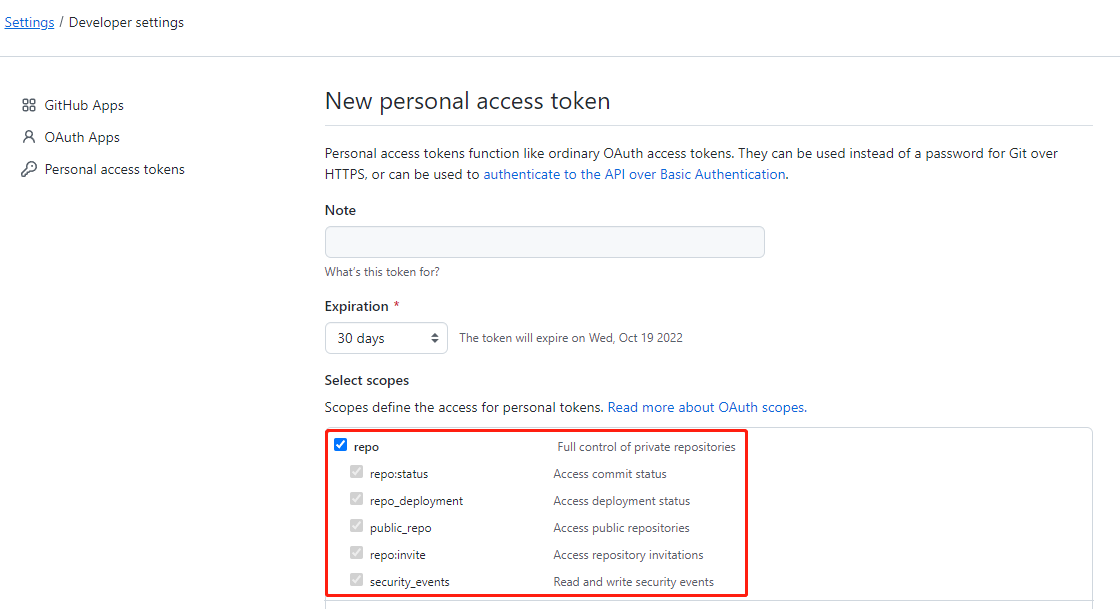 Settings / Developer settings
GitHub Apps
OAuth Apps
Personal access tokens
New personal access token
Personal access tokens function like ordinary OAuth access tokens. They can be used instead of a password for Git over
HTTPS, or can be used to authenticate to the API over Basic Authentication.
Note
What's this token for?
Expiration *
30 days The token will expire on Wed, Oct 19 2022
Select scopes
Scopes define the access for personal tokens. Read more about OAuth scopes.
repo Full control of private repositories
repo:status Access commit status
repo_deployment Access deployment status
public_repo Access public repositories
repo:invite Access repository invitations
security_events Read and write security events